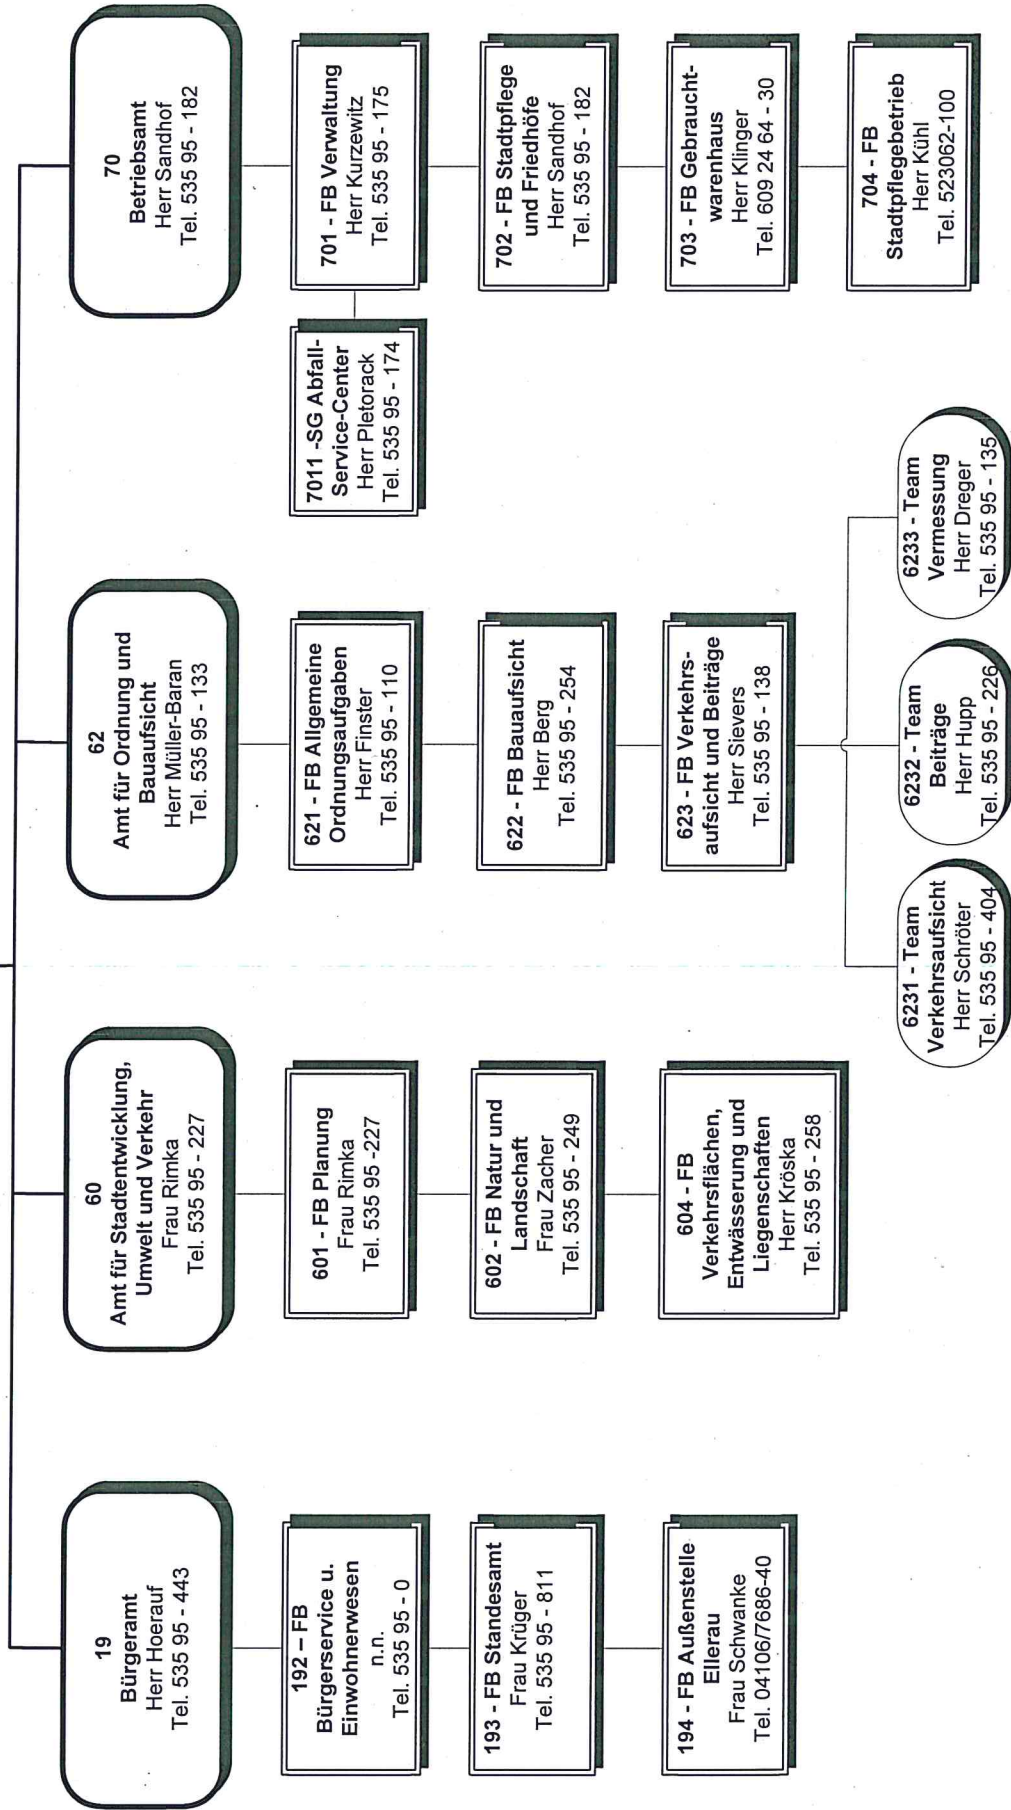 19
Bürgeramt
Herr Hoerauf
Tel. 535 95 - 443
192 – FB
Bürgerservice u.
Einwohnerwesen
n.n.
Tel. 535 95 - 0
193 - FB Standesamt
Frau Krüger
Tel. 535 95 - 811
194 - FB Außenstelle
Ellerau
Frau Schwanke
Tel. 04106/7686-40
60
Amt für Stadtentwicklung,
Umwelt und Verkehr
Frau Rimka
Tel. 535 95 - 227
601 - FB Planung
Frau Rimka
Tel. 535 95 -227
602 - FB Natur und
Landschaft
Frau Zacher
Tel. 535 95 - 249
604 - FB
Verkehrsflächen,
Entwässerung und
Liegenschaften
Herr Kröska
Tel. 535 95 - 258
62
Amt für Ordnung und
Bauaufsicht
Herr Müller-Baran
Tel. 535 95 - 133
621 - FB Allgemeine
Ordnungsaufgaben
Herr Finster
Tel. 535 95 - 110
622 - FB Bauaufsicht
Herr Berg
Tel. 535 95 - 254
623 - FB Verkehrs-
aufsicht und Beiträge
Herr Sievers
Tel. 535 95 - 138
6231 - Team
Verkehrsaufsicht
Herr Schröter
Tel. 535 95 - 404
6232 - Team
Beiträge
Herr Hupp
Tel. 535 95 - 226
6233 - Team
Vermessung
Herr Dreger
Tel. 535 95 - 135
70
Betriebsamt
Herr Sandhof
Tel. 535 95 - 182
7011 -SG Abfall-
Service-Center
Herr Pletorack
Tel. 535 95 - 174
701 - FB Verwaltung
Herr Kurzewitz
Tel. 535 95 - 175
702 - FB Stadtpflege
und Friedhöfe
Herr Sandhof
Tel. 535 95 - 182
703 - FB Gebraucht-
warenhaus
Herr Klinger
Tel. 609 24 64 - 30
704 - FB
Stadtpflegebetrieb
Herr Kühl
Tel. 523062-100